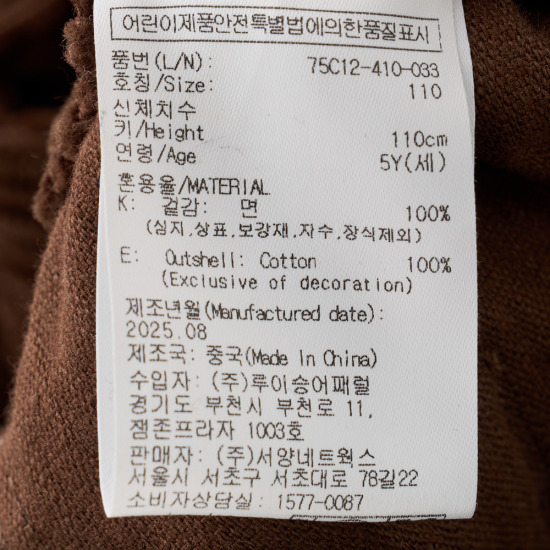 어린이제품안전특별법에의한품질표시
품번(L/N): 75C12-410-033
호칭/Size: 110
신체치수
키/Height 110cm
연령/Age 5Y(세)
혼용율/MATERIAL
K: 겉감: 면 100%
(심지,상표,보강재,자수,장식제외)
E: Outshell: Cotton 100%
(Exclusive of decoration)
제조년월(Manufactured date):
2025.08
제조국: 중국(Made In China)
수입자: (주)루이승어패럴
경기도 부천시 부천로 11,
잼존프라자 1003호
판매자: (주)서양네트웍스
서울시 서초구 서초대로 78길22
소비자상담실: 1577-0087